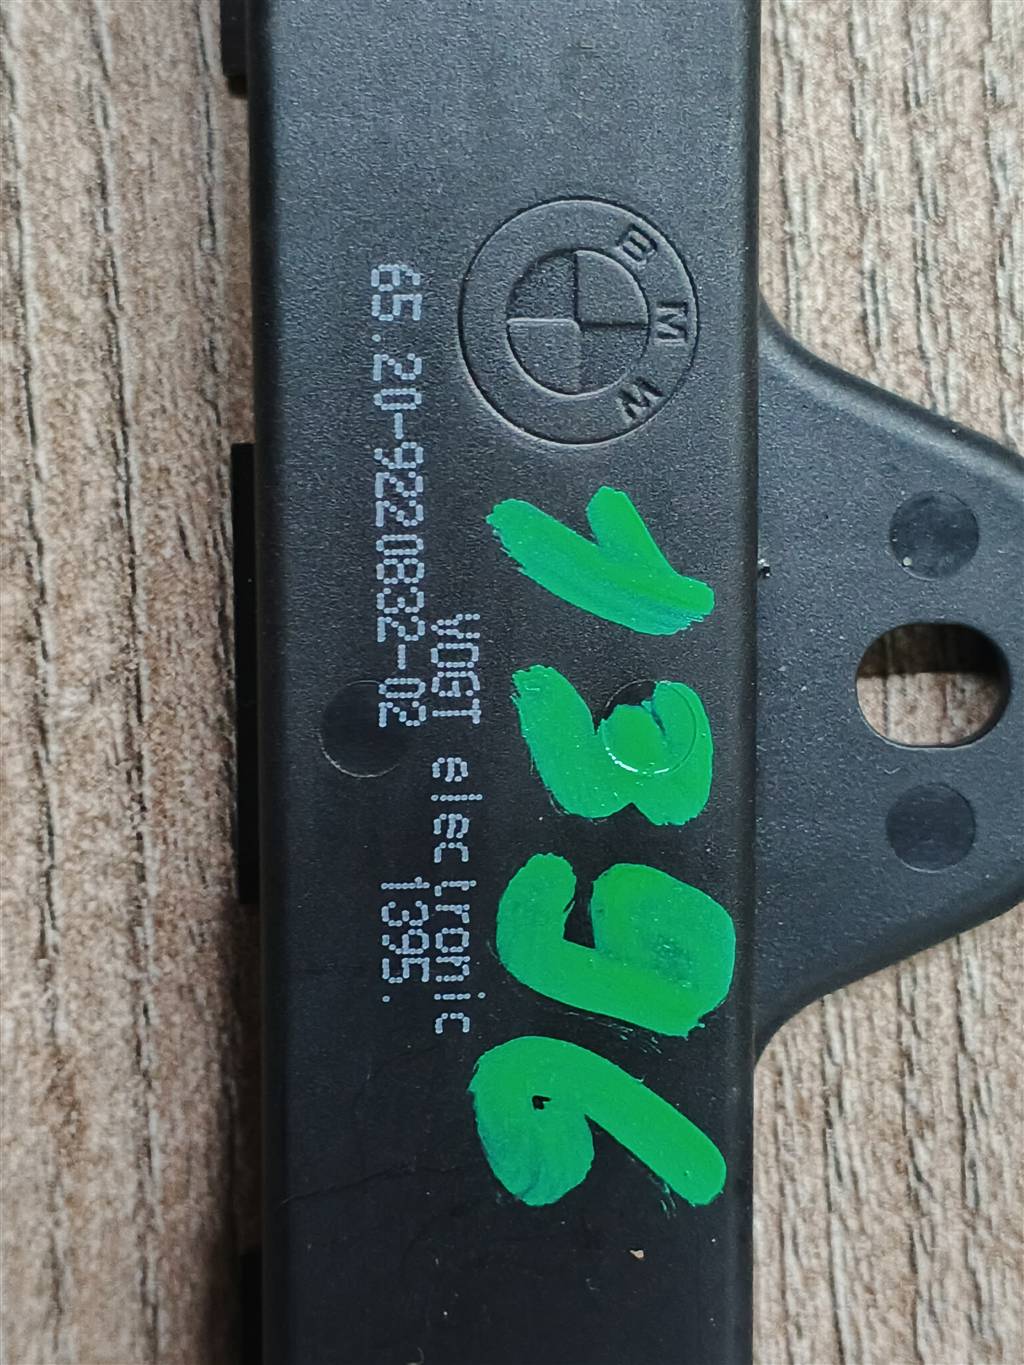 BMW
1396
VOGT electronic
65.20-9220832-02 1395.